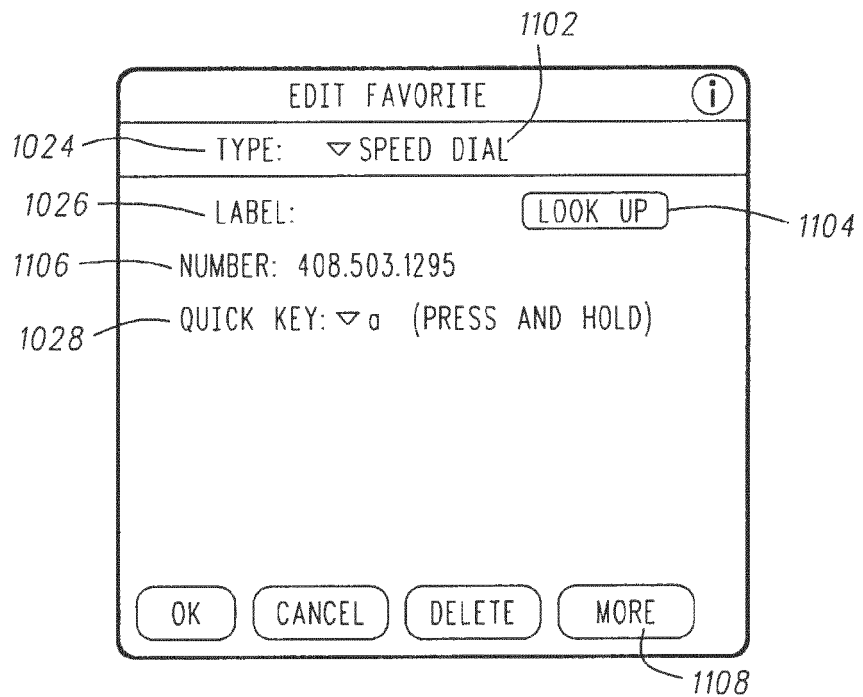 1102
EDIT FAVORITE i
1024 TYPE: ▽ SPEED DIAL
1026 LABEL: LOOK UP 1104
1106 NUMBER: 408.503.1295
1028 QUICK KEY: ▽ a (PRESS AND HOLD)
OK CANCEL DELETE MORE
1108